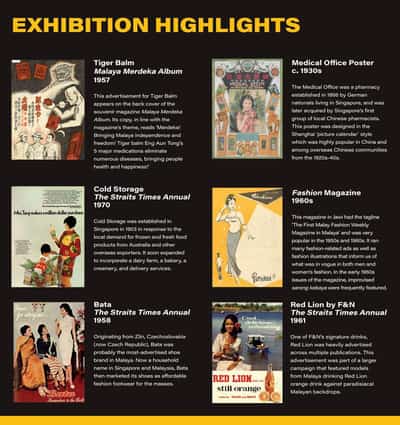 EXHIBITION HIGHLIGHTS
Tiger Balm
Malaya Merdeka Album
1957
This advertisement for Tiger Balm
appears on the back cover of the
souvenir magazine Malaya Merdeka
Album. Its copy, in line with the
magazine's theme, reads 'Merdeka!
Bringing Malaya independence and
freedom! Tiger balm Eng Aun Tong's
5 major medications eliminate
numerous diseases, bringing people
health and happiness!'
Medical Office Poster
c. 1930s
The Medical Office was a pharmacy
established in 1866 by German
nationals living in Singapore, and was
later acquired by Singapore's first
group of local Chinese pharmacists.
This poster was designed in the
Shanghai 'picture calendar' style
which was highly popular in China and
among overseas Chinese communities
from the 1920s–40s.
Cold Storage
The Straits Times Annual
1970
Cold Storage was established in
Singapore in 1903 in response to the
local demand for frozen and fresh food
products from Australia and other
overseas exporters. It soon expanded
to incorporate a dairy farm, a bakery, a
creamery, and delivery services.
Fashion Magazine
1960s
This magazine in Jawi had the tagline
'The First Malay Fashion Weekly
Magazine in Malaya' and was very
popular in the 1950s and 1960s. It ran
many fashion-related ads as well as
fashion illustrations that inform us of
what was in vogue in both men and
women's fashion. In the early 1960s
issues of the magazine, improvised
sarong kebaya were frequently featured.
Bata
The Straits Times Annual
1958
Originating from Zlín, Czechoslovakia
(now Czech Republic), Bata was
probably the most-advertised shoe
brand in Malaya. Now a household
name in Singapore and Malaysia, Bata
then marketed its shoes as affordable
fashion footwear for the masses.
Red Lion by F&N
The Straits Times Annual
1961
One of F&N's signature drinks,
Red Lion was heavily advertised
across multiple publications. This
advertisement was part of a larger
campaign that featured models
from Malaya drinking Red Lion
orange drink against paradisiacal
Malayan backdrops.
RED LION
still orange